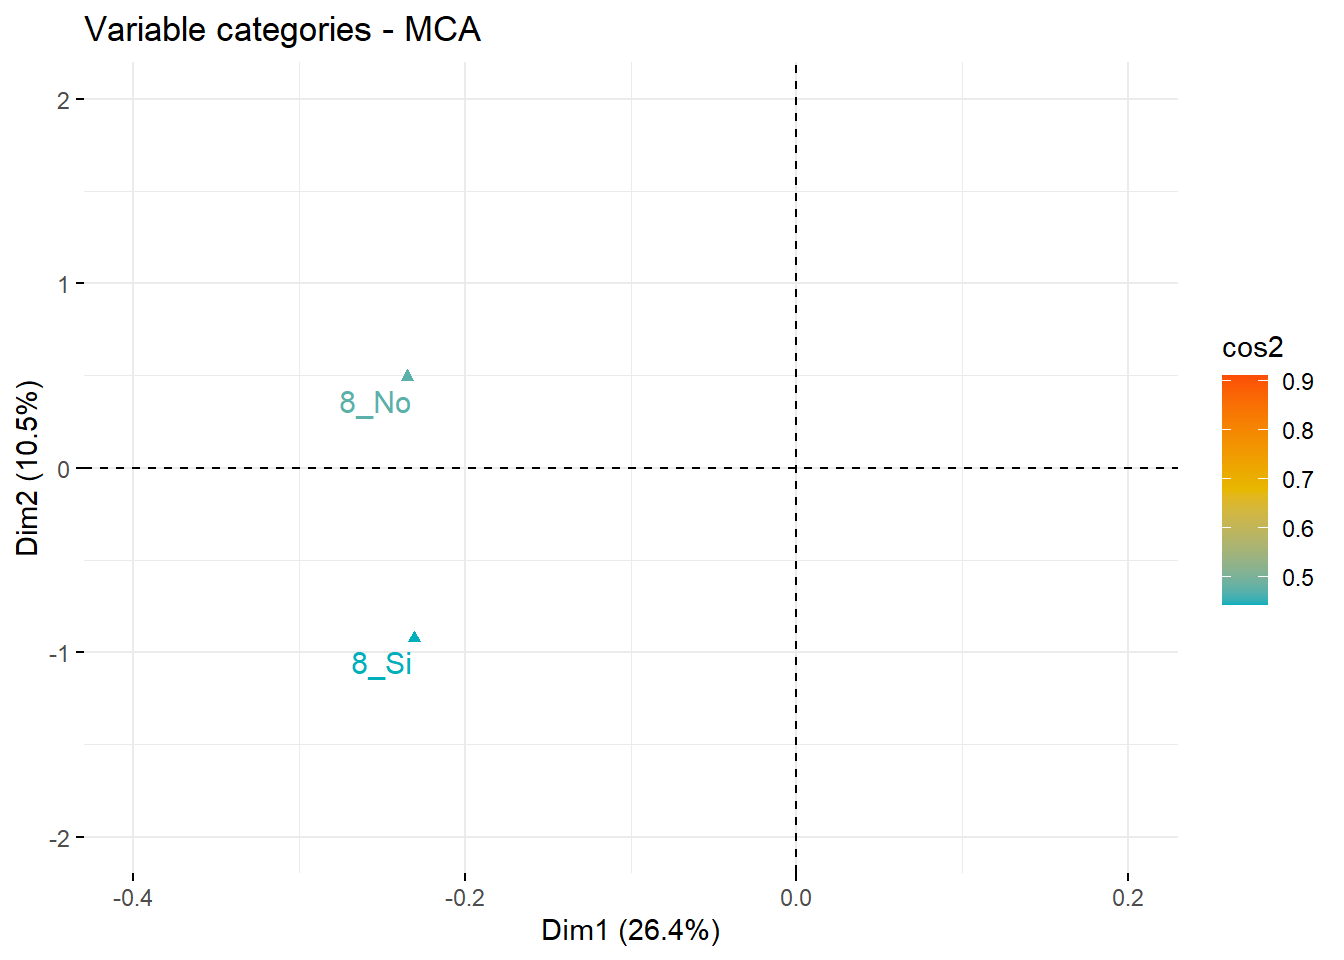 Variable categories - MCA
2
1
0
-1
-2
Dim2 (10.5%)
8_No
8_Si
-0.4
-0.2
0.0
0.2
Dim1 (26.4%)
cos2
0.9
0.8
0.7
0.6
0.5